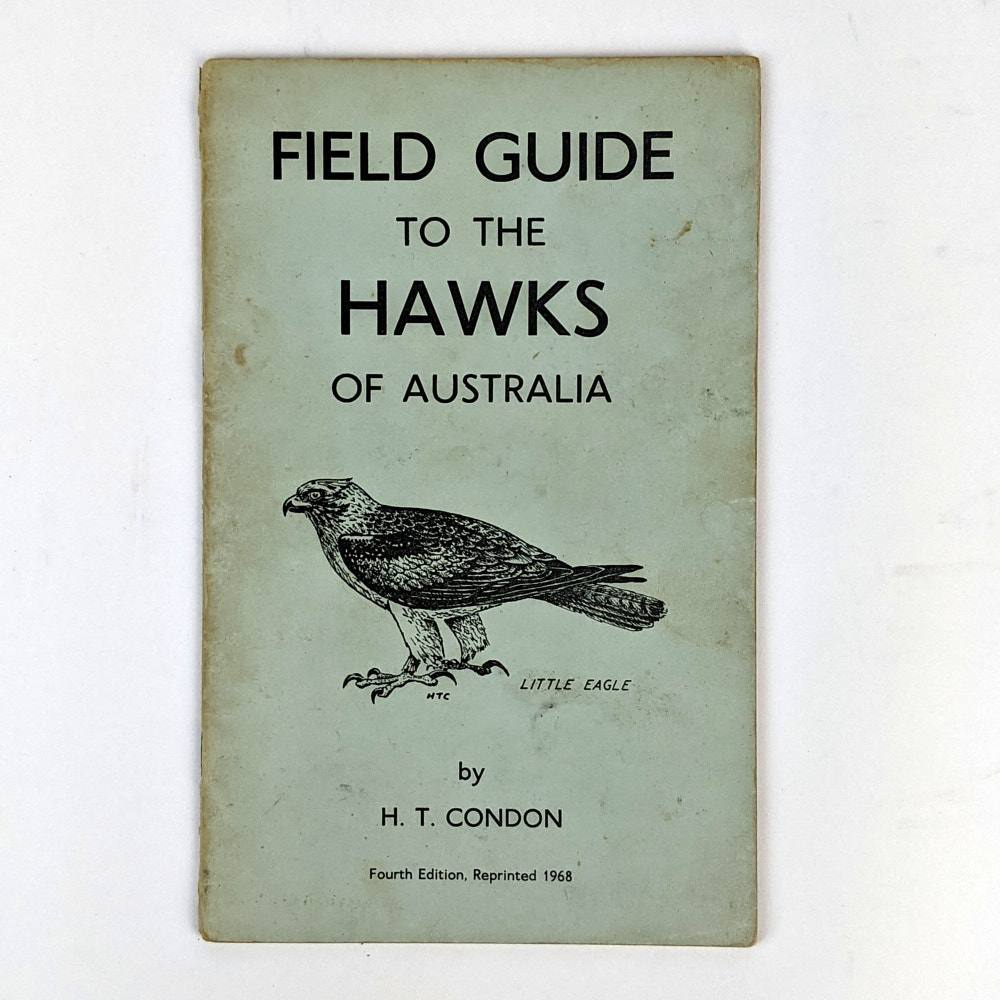 FIELD GUIDE
TO THE
HAWKS
OF AUSTRALIA
HTC
LITTLE EAGLE
by
H. T. CONDON
Fourth Edition, Reprinted 1968